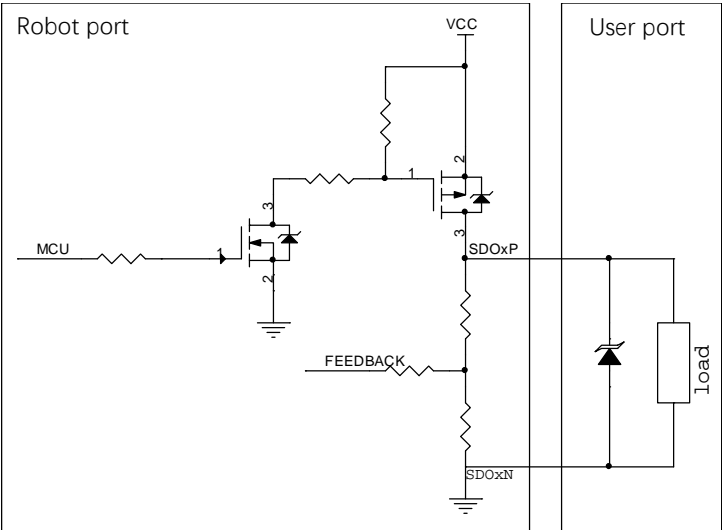 Robot port
User port
VCC
2
1
3
3
MCU
1
2
SDOxP
FEEDBACK
load
SDOxN